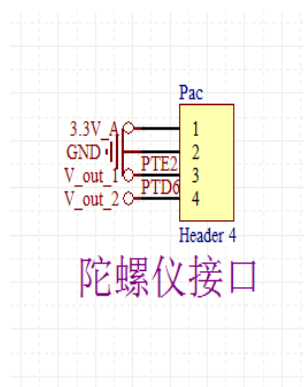 Pac
3.3V_A 1
GND 2
V_out_1 PTE2 3
V_out_2 PTD6 4
Header 4
陀螺仪接口